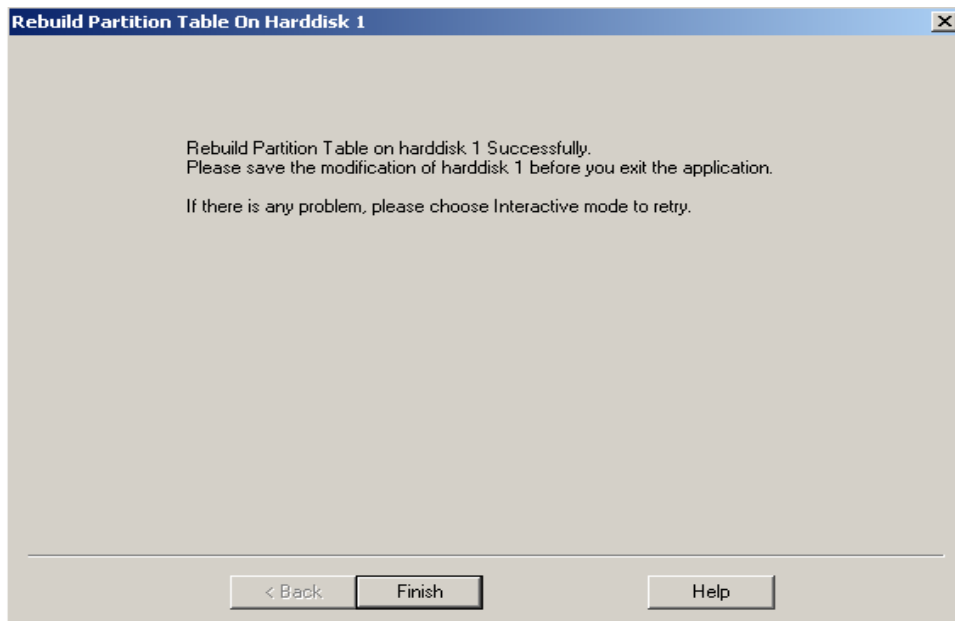 Rebuild Partition Table On Harddisk 1
Rebuild Partition Table on harddisk 1 Successfully.
Please save the modification of harddisk 1 before you exit the application.
If there is any problem, please choose Interactive mode to retry.
< Back
Finish
Help